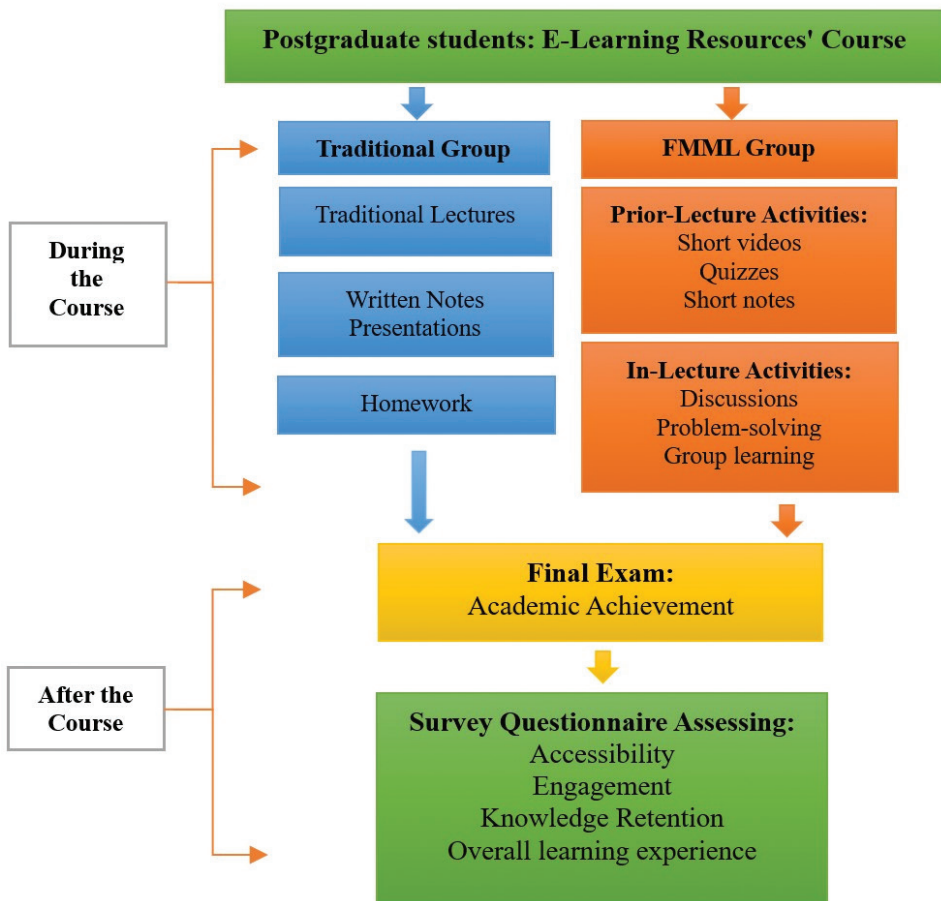 Postgraduate students: E-Learning Resources' Course
Traditional Group
FMML Group
During
the
Course
Traditional Lectures
Written Notes
Presentations
Homework
Prior-Lecture Activities:
Short videos
Quizzes
Short notes
In-Lecture Activities:
Discussions
Problem-solving
Group learning
After the
Course
Final Exam:
Academic Achievement
Survey Questionnaire Assessing:
Accessibility
Engagement
Knowledge Retention
Overall learning experience